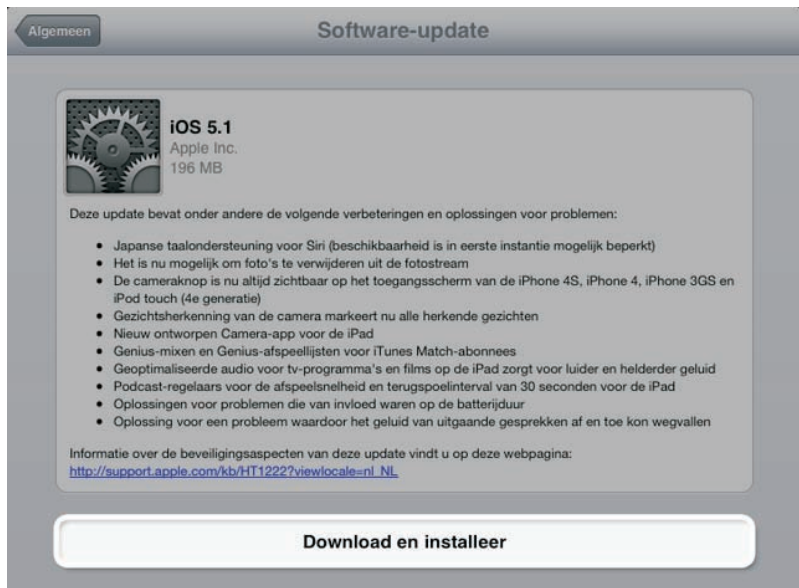 Algemeen
Software-update
iOS 5.1
Apple Inc.
196 MB
Deze update bevat onder andere de volgende verbeteringen en oplossingen voor problemen:
• Japanse taalondersteuning voor Siri (beschikbaarheid is in eerste instantie mogelijk beperkt)
• Het is nu mogelijk om foto's te verwijderen uit de fotostream
• De cameraknop is nu altijd zichtbaar op het toegangsscherm van de iPhone 4S, iPhone 4, iPhone 3GS en
iPod touch (4e generatie)
• Gezichtsherkenning van de camera markeert nu alle herkende gezichten
• Nieuw ontworpen Camera-app voor de iPad
• Genius-mixen en Genius-afspeellijsten voor iTunes Match-abonnees
• Geoptimaliseerde audio voor tv-programma's en films op de iPad zorgt voor luider en helderder geluid
• Podcast-regelaars voor de afspeelsnelheid en terugspoelinterval van 30 seconden voor de iPad
• Oplossingen voor problemen die van invloed waren op de batterijduur
• Oplossing voor een probleem waardoor het geluid van uitgaande gesprekken af en toe kon wegvallen
Informatie over de beveiligingsaspecten van deze update vindt u op deze webpagina:
http://support.apple.com/kb/HT1222?viewlocale=nl_NL
Download en installeer